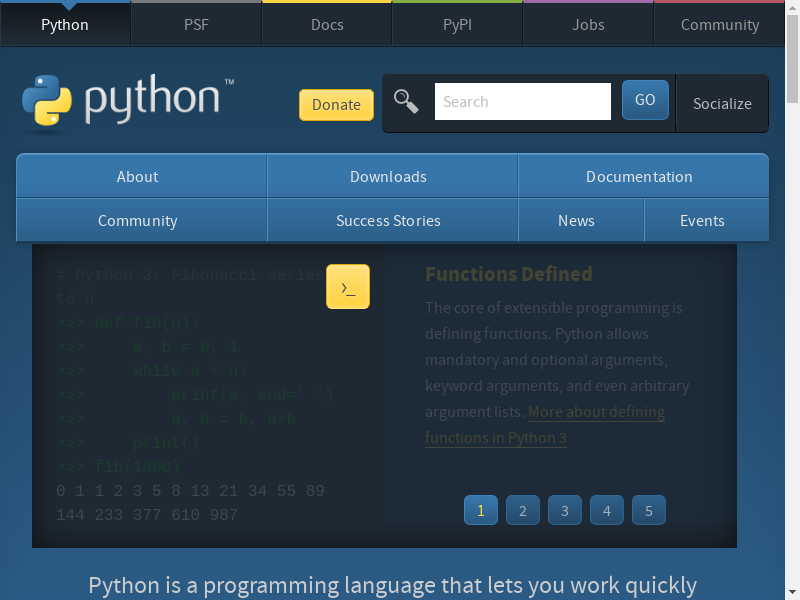 Python
PSF
Docs
PyPI
Jobs
Community
python™
Donate
Search
GO
Socialize
About
Downloads
Documentation
Community
Success Stories
News
Events
# Python 3: Fibonacci series
to n
>>> def fib(n):
>>>     a, b = 0, 1
>>>     while a < n:
>>>         print(a, end=' ')
>>>         a, b = b, a+b
>>>     print()
>>> fib(1000)
0 1 1 2 3 5 8 13 21 34 55 89
144 233 377 610 987
>_
Functions Defined
The core of extensible programming is
defining functions. Python allows
mandatory and optional arguments,
keyword arguments, and even arbitrary
argument lists. More about defining
functions in Python 3
1 2 3 4 5
Python is a programming language that lets you work quickly